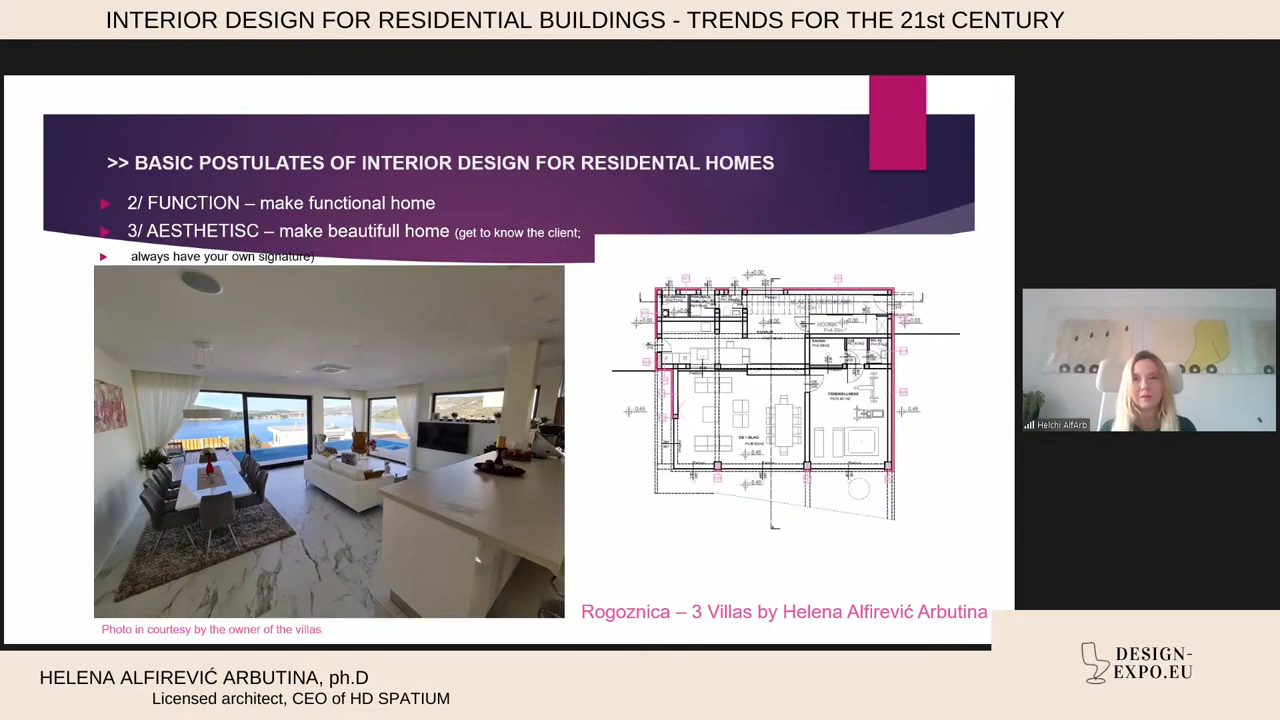 INTERIOR DESIGN FOR RESIDENTIAL BUILDINGS - TRENDS FOR THE 21st CENTURY
>> BASIC POSTULATES OF INTERIOR DESIGN FOR RESIDENTAL HOMES
2/ FUNCTION – make functional home
3/ AESTHETISC – make beautifull home (get to know the client;
always have your own signature)
Helchi AlfArb
Rogoznica – 3 Villas by Helena Alfirević Arbutina
Photo in courtesy by the owner of the villas
HELENA ALFIREVIĆ ARBUTINA, ph.D
Licensed architect, CEO of HD SPATIUM
DESIGN-
EXPO.EU